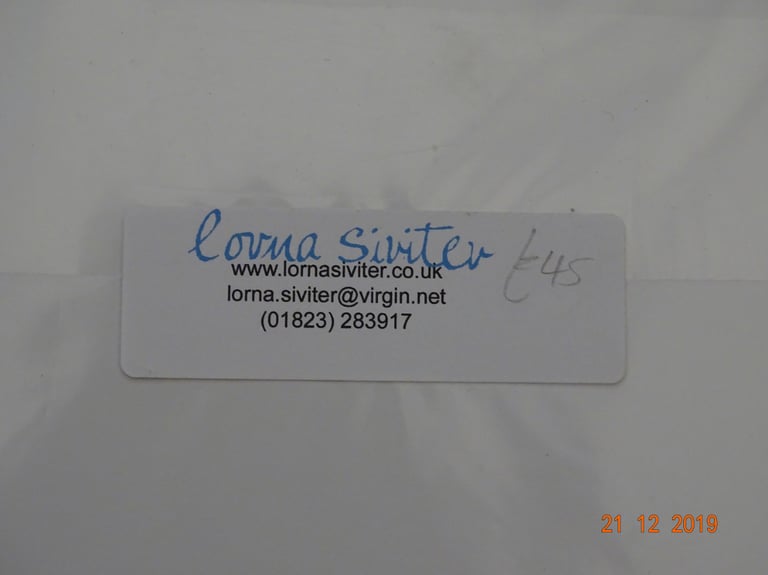 Lorna Siviter
www.lornasiviter.co.uk
lorna.siviter@virgin.net
(01823) 283917
£45
21 12 2019